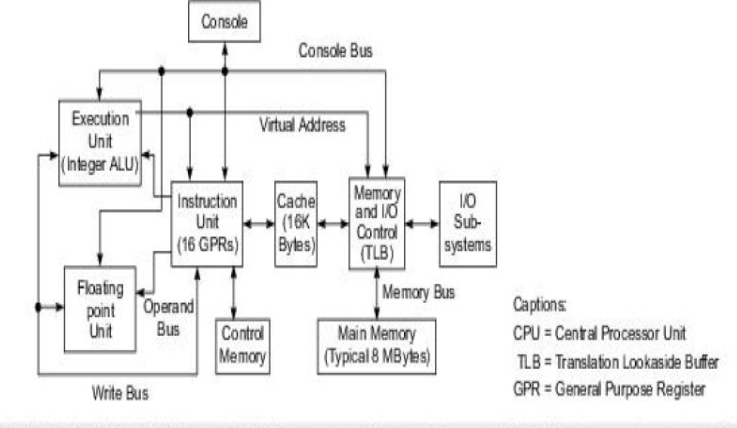 Console
Console Bus
Execution
Unit
(Integer ALU)
Virtual Address
Instruction
Unit
(16 GPRs)
Cache
(16K
Bytes)
Memory
and I/O
Control
(TLB)
I/O
Sub-
systems
Floating
point
Unit
Operand
Bus
Control
Memory
Memory Bus
Main Memory
(Typical 8 MBytes)
Write Bus
Captions:
CPU = Central Processor Unit
TLB = Translation Lookaside Buffer
GPR = General Purpose Register